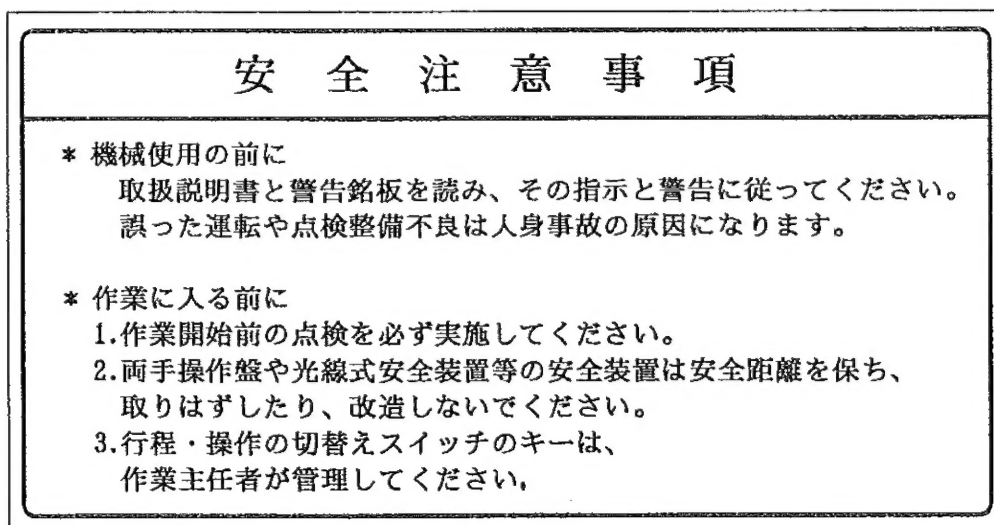 安全注意事項
* 機械使用の前に
取扱説明書と警告銘板を読み、その指示と警告に従ってください。
誤った運転や点検整備不良は人身事故の原因になります。
* 作業に入る前に
1.作業開始前の点検を必ず実施してください。
2.両手操作盤や光線式安全装置等の安全装置は安全距離を保ち、
取りはずしたり、改造しないでください。
3.行程・操作の切替えスイッチのキーは、
作業主任者が管理してください。